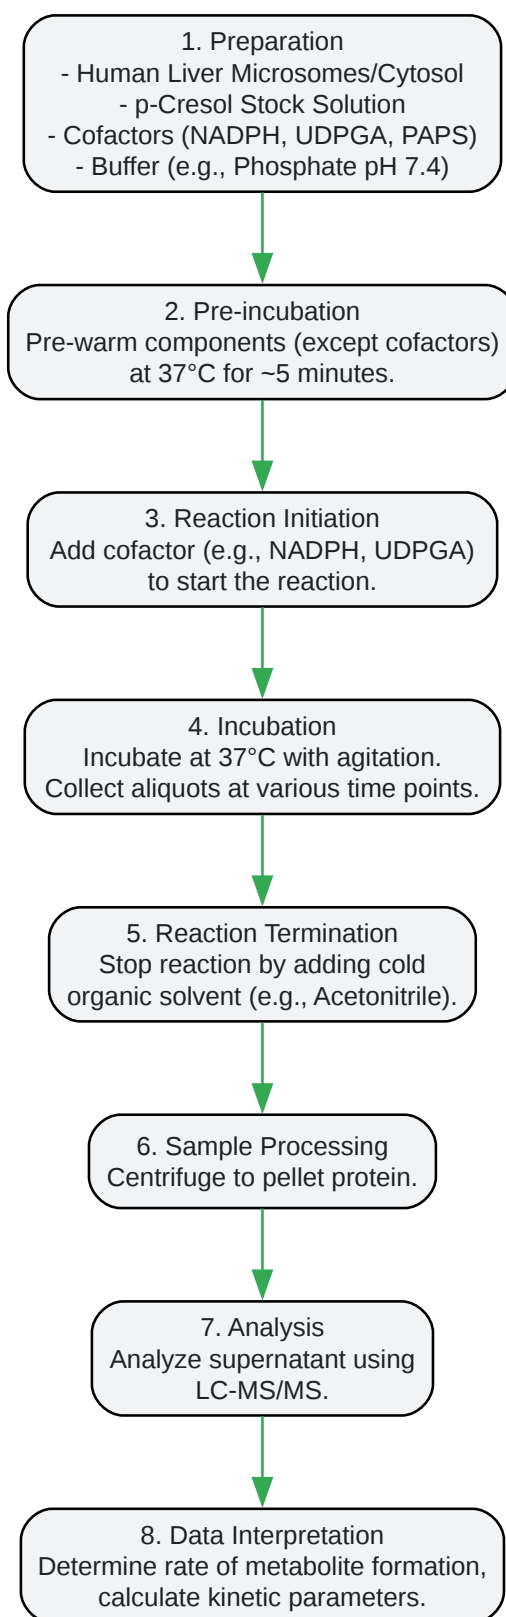 1. Preparation
- Human Liver Microsomes/Cytosol
- p-Cresol Stock Solution
- Cofactors (NADPH, UDPGA, PAPS)
- Buffer (e.g., Phosphate pH 7.4)
2. Pre-incubation
Pre-warm components (except cofactors)
at 37°C for ~5 minutes.
3. Reaction Initiation
Add cofactor (e.g., NADPH, UDPGA)
to start the reaction.
4. Incubation
Incubate at 37°C with agitation.
Collect aliquots at various time points.
5. Reaction Termination
Stop reaction by adding cold
organic solvent (e.g., Acetonitrile).
6. Sample Processing
Centrifuge to pellet protein.
7. Analysis
Analyze supernatant using
LC-MS/MS.
8. Data Interpretation
Determine rate of metabolite formation,
calculate kinetic parameters.